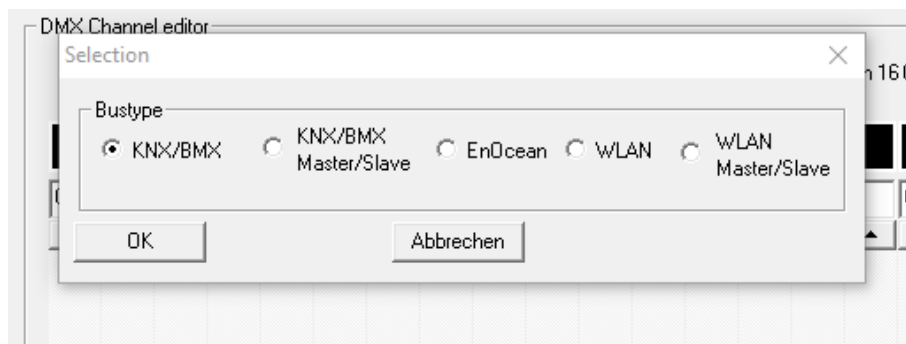 DMX Channel editor
Selection
Bustype
KNX/BMX
KNX/BMX
Master/Slave
EnOcean
WLAN
WLAN
Master/Slave
OK
Abbrechen